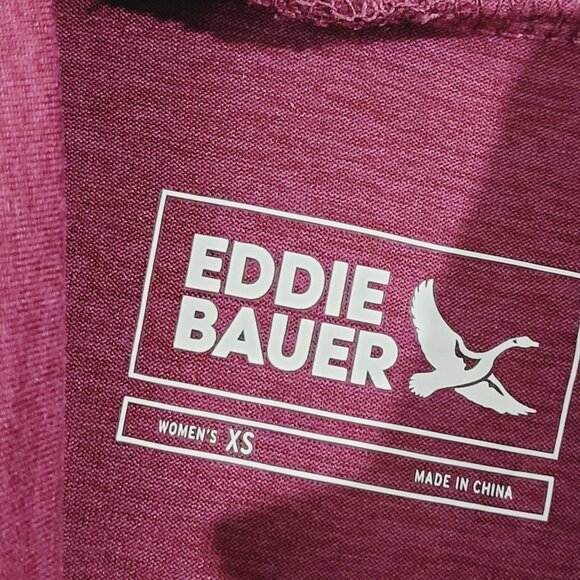 EDDIE
BAUER
WOMEN'S XS
MADE IN CHINA